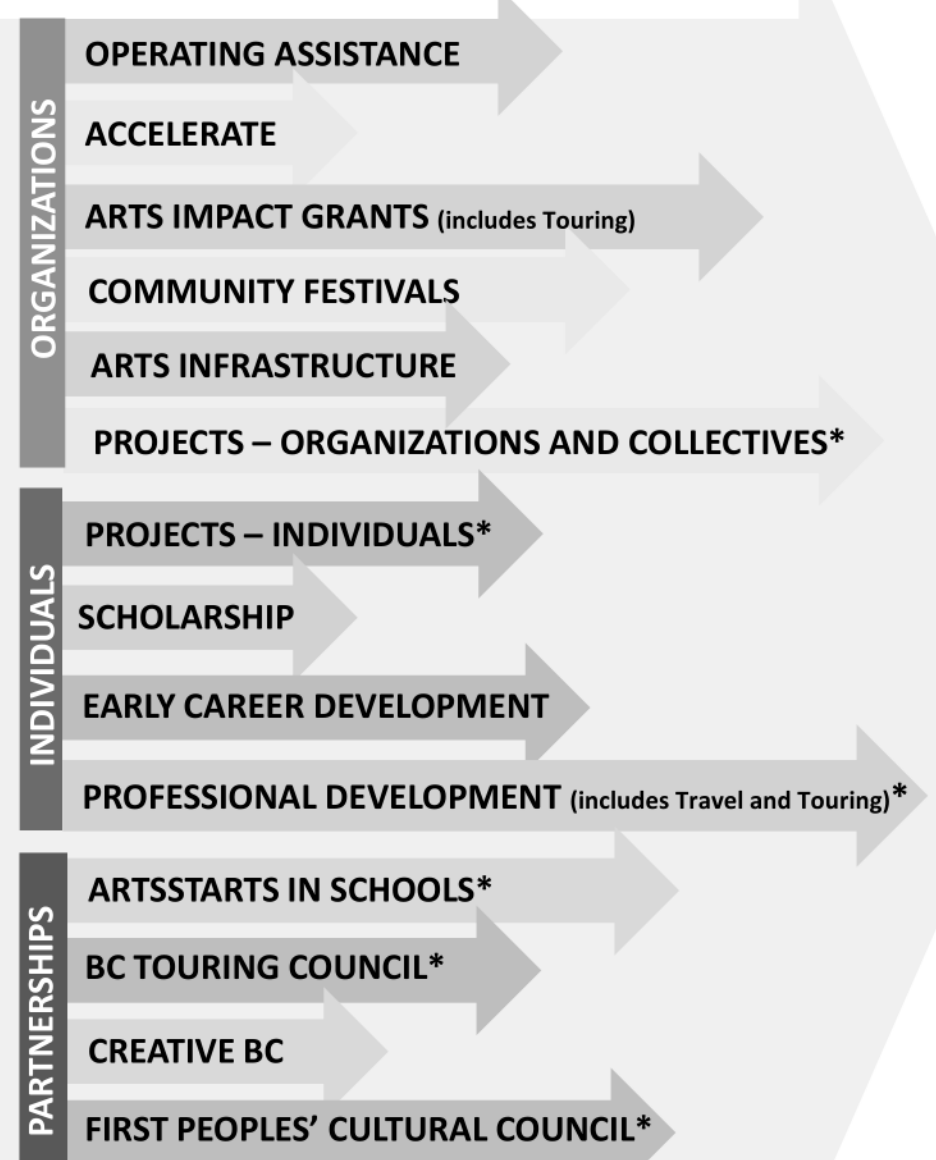 ORGANIZATIONS
OPERATING ASSISTANCE
ACCELERATE
ARTS IMPACT GRANTS (includes Touring)
COMMUNITY FESTIVALS
ARTS INFRASTRUCTURE
PROJECTS – ORGANIZATIONS AND COLLECTIVES*
INDIVIDUALS
PROJECTS – INDIVIDUALS*
SCHOLARSHIP
EARLY CAREER DEVELOPMENT
PROFESSIONAL DEVELOPMENT (includes Travel and Touring)*
PARTNERSHIPS
ARTSSTARTS IN SCHOOLS*
BC TOURING COUNCIL*
CREATIVE BC
FIRST PEOPLES’ CULTURAL COUNCIL*